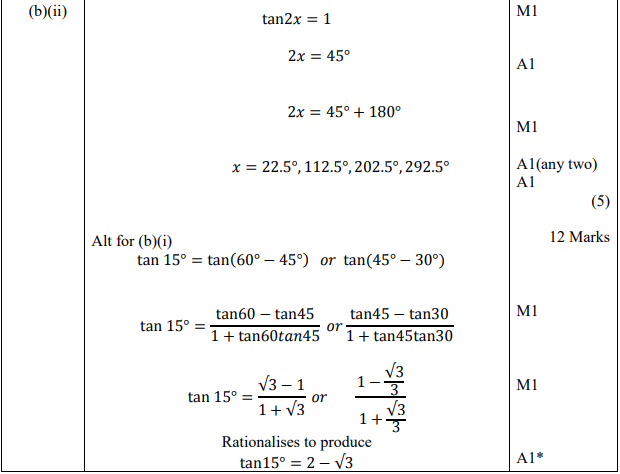 (b)(ii) tan2x = 1 M1
2x = 45° A1
2x = 45° + 180° M1
x = 22.5°, 112.5°, 202.5°, 292.5° A1(any two)
A1
(5)
12 Marks
Alt for (b)(i)
tan 15° = tan(60° − 45°) or tan(45° − 30°)
tan 15° = (tan60 − tan45)/(1 + tan60tan45) or (tan45 − tan30)/(1 + tan45tan30) M1
tan 15° = (√3 − 1)/(1 + √3) or (1 − √3/3)/(1 + √3/3) M1
Rationalises to produce
tan15° = 2 − √3 A1*